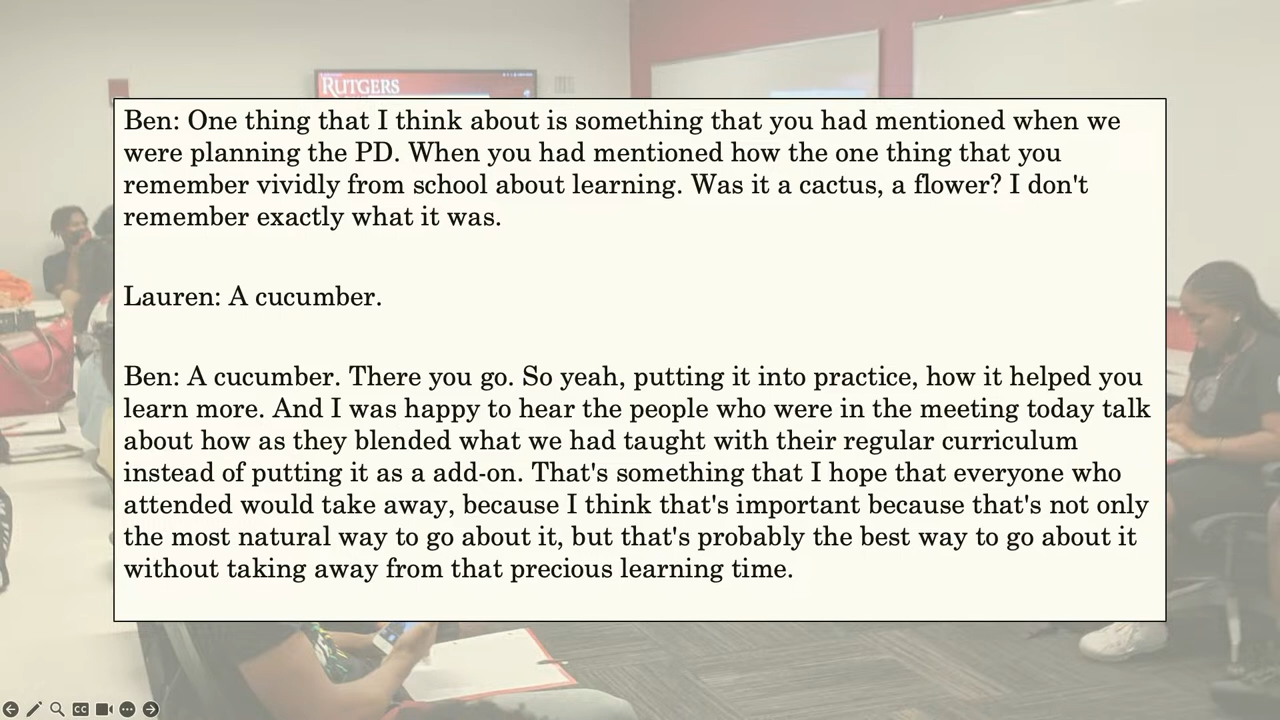 RUTGERS
Ben: One thing that I think about is something that you had mentioned when we
were planning the PD. When you had mentioned how the one thing that you
remember vividly from school about learning. Was it a cactus, a flower? I don't
remember exactly what it was.
Lauren: A cucumber.
Ben: A cucumber. There you go. So yeah, putting it into practice, how it helped you
learn more. And I was happy to hear the people who were in the meeting today talk
about how as they blended what we had taught with their regular curriculum
instead of putting it as a add-on. That's something that I hope that everyone who
attended would take away, because I think that's important because that's not only
the most natural way to go about it, but that's probably the best way to go about it
without taking away from that precious learning time.
CC